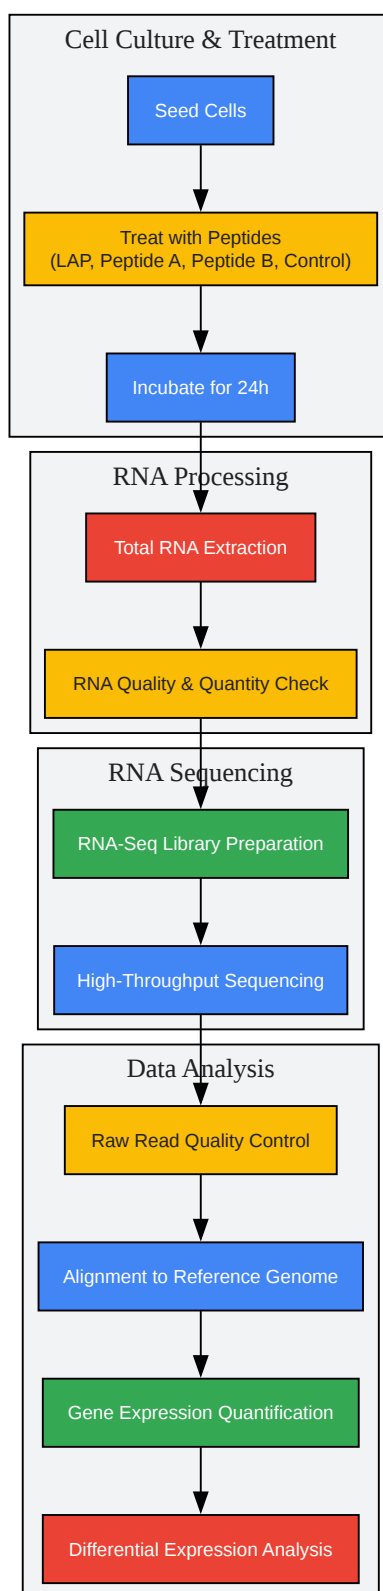 Cell Culture & Treatment
Seed Cells
Treat with Peptides
(LAP, Peptide A, Peptide B, Control)
Incubate for 24h
RNA Processing
Total RNA Extraction
RNA Quality & Quantity Check
RNA Sequencing
RNA-Seq Library Preparation
High-Throughput Sequencing
Data Analysis
Raw Read Quality Control
Alignment to Reference Genome
Gene Expression Quantification
Differential Expression Analysis